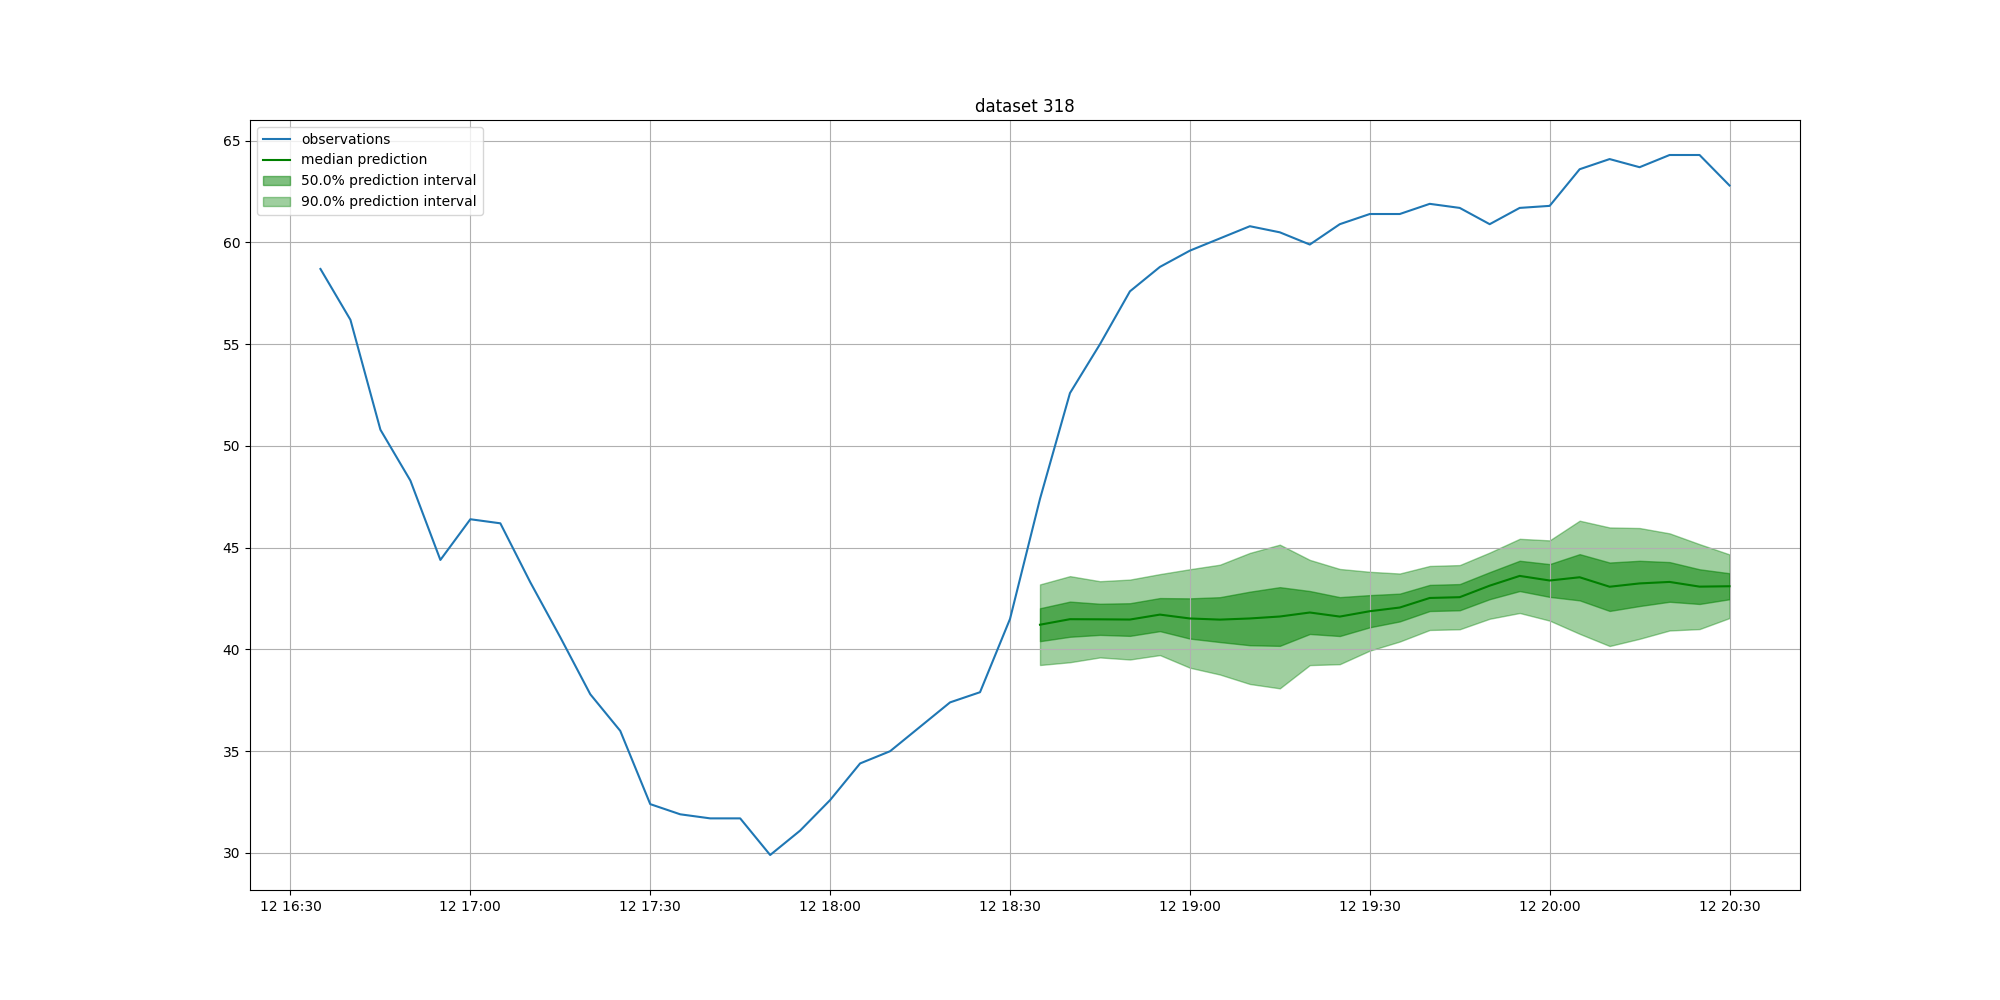 dataset 318
observations
median prediction
50.0% prediction interval
90.0% prediction interval
65
60
55
50
45
40
35
30
12 16:30 12 17:00 12 17:30 12 18:00 12 18:30 12 19:00 12 19:30 12 20:00 12 20:30